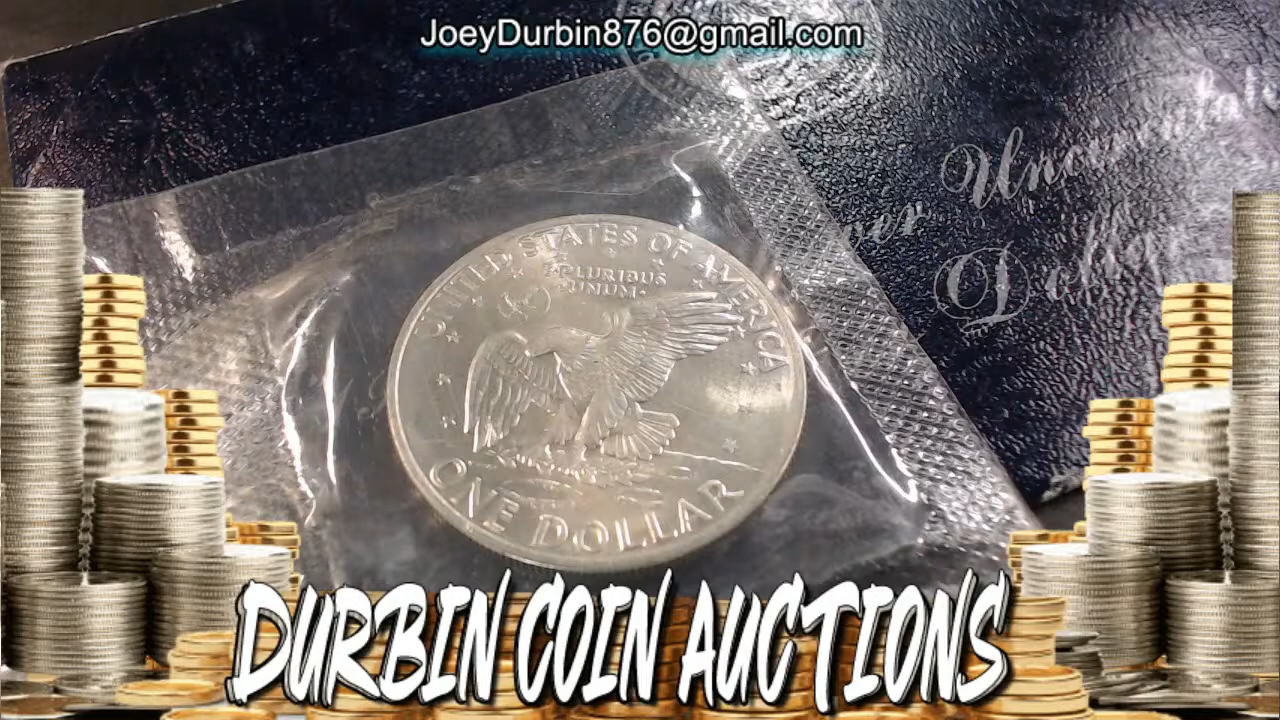 JoeyDurbin876@gmail.com
UNITED STATES OF AMERICA
E PLURIBUS
UNUM
ONE DOLLAR
DURBIN COIN AUCTIONS